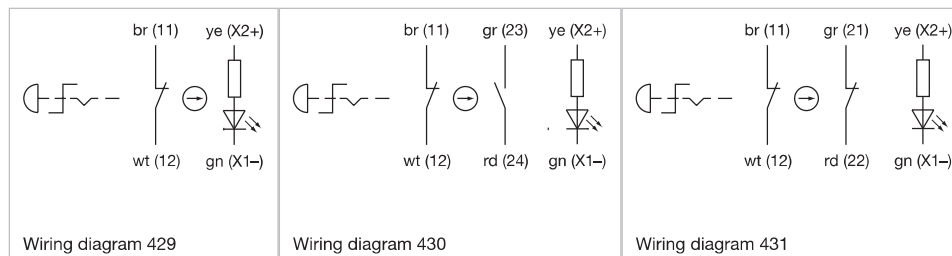 br (11) ye (X2+)
wt (12) gn (X1–)
Wiring diagram 429
br (11) gr (23) ye (X2+)
wt (12) rd (24) gn (X1–)
Wiring diagram 430
br (11) gr (21) ye (X2+)
wt (12) rd (22) gn (X1–)
Wiring diagram 431